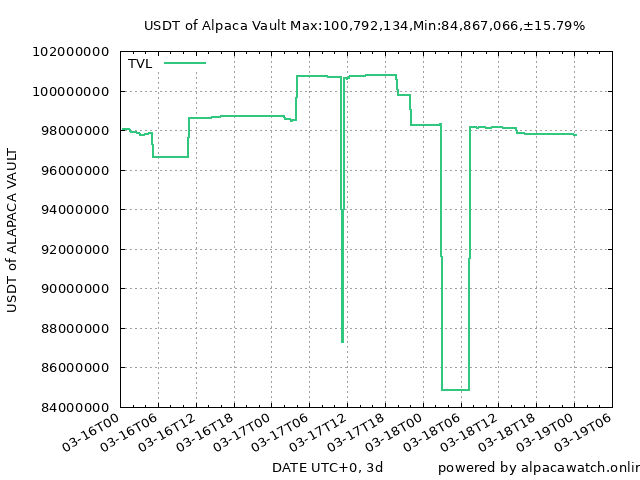 USDT of Alpaca Vault Max:100,792,134,Min:84,867,066,±15.79%
TVL
102000000
100000000
98000000
96000000
94000000
92000000
90000000
88000000
86000000
84000000
USDT of ALAPACA VAULT
03-16T00
03-16T06
03-16T12
03-16T18
03-17T00
03-17T06
03-17T12
03-17T18
03-18T00
03-18T06
03-18T12
03-18T18
03-19T00
03-19T06
DATE UTC+0, 3d
powered by alpacawatch.onlin